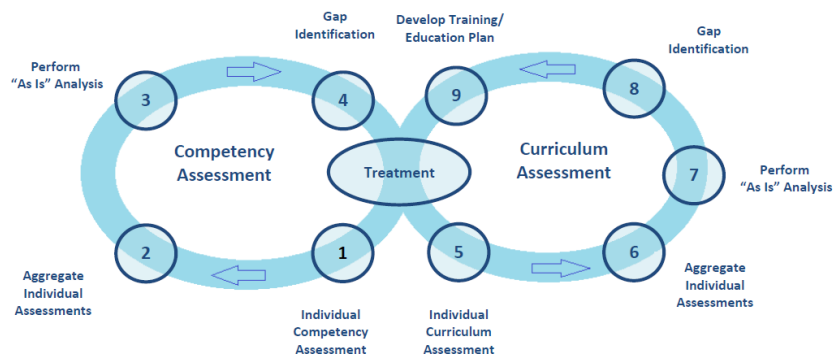 Gap
Identification
Develop Training/
Education Plan
Gap
Identification
Perform
"As Is" Analysis
3
4
9
8
Competency
Assessment
Treatment
Curriculum
Assessment
7
Perform
"As Is" Analysis
2
1
5
6
Aggregate
Individual
Assessments
Individual
Competency
Assessment
Individual
Curriculum
Assessment
Aggregate
Individual
Assessments